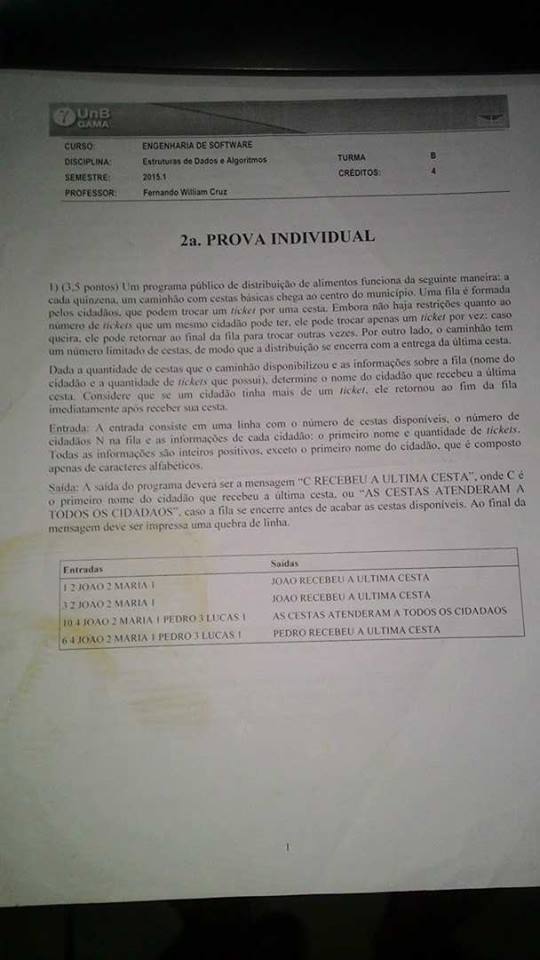 UnB
GAMA
CURSO: ENGENHARIA DE SOFTWARE
DISCIPLINA: Estruturas de Dados e Algoritmos TURMA B
SEMESTRE: 2015.1 CRÉDITOS: 4
PROFESSOR: Fernando William Cruz
2a. PROVA INDIVIDUAL
1) (3,5 pontos) Um programa público de distribuição de alimentos funciona da seguinte maneira: a
cada quinzena, um caminhão com cestas básicas chega ao centro do município. Uma fila é formada
pelos cidadãos, que podem trocar um ticket por uma cesta. Embora não haja restrições quanto ao
número de tickets que um mesmo cidadão pode ter, ele pode trocar apenas um ticket por vez: caso
queira, ele pode retornar ao final da fila para trocar outras vezes. Por outro lado, o caminhão tem
um número limitado de cestas, de modo que a distribuição se encerra com a entrega da última cesta.
Dada a quantidade de cestas que o caminhão disponibilizou e as informações sobre a fila (nome do
cidadão e a quantidade de tickets que possui), determine o nome do cidadão que recebeu a última
cesta. Considere que se um cidadão tinha mais de um ticket, ele retornou ao fim da fila
imediatamente após receber sua cesta.
Entrada: A entrada consiste em uma linha com o número de cestas disponíveis, o número de
cidadãos N na fila e as informações de cada cidadão: o primeiro nome e quantidade de tickets.
Todas as informações são inteiros positivos, exceto o primeiro nome do cidadão, que é composto
apenas de caracteres alfabéticos.
Saída: A saída do programa deverá ser a mensagem "C RECEBEU A ULTIMA CESTA", onde C é
o primeiro nome do cidadão que recebeu a última cesta, ou "AS CESTAS ATENDERAM A
TODOS OS CIDADAOS", caso a fila se encerre antes de acabar as cestas disponíveis. Ao final da
mensagem deve ser impressa uma quebra de linha.
Entradas Saídas
1 2 JOAO 2 MARIA 1 JOAO RECEBEU A ULTIMA CESTA
3 2 JOAO 2 MARIA 1 JOAO RECEBEU A ULTIMA CESTA
10 4 JOAO 2 MARIA 1 PEDRO 3 LUCAS 1 AS CESTAS ATENDERAM A TODOS OS CIDADAOS
6 4 JOAO 2 MARIA 1 PEDRO 3 LUCAS 1 PEDRO RECEBEU A ULTIMA CESTA
1